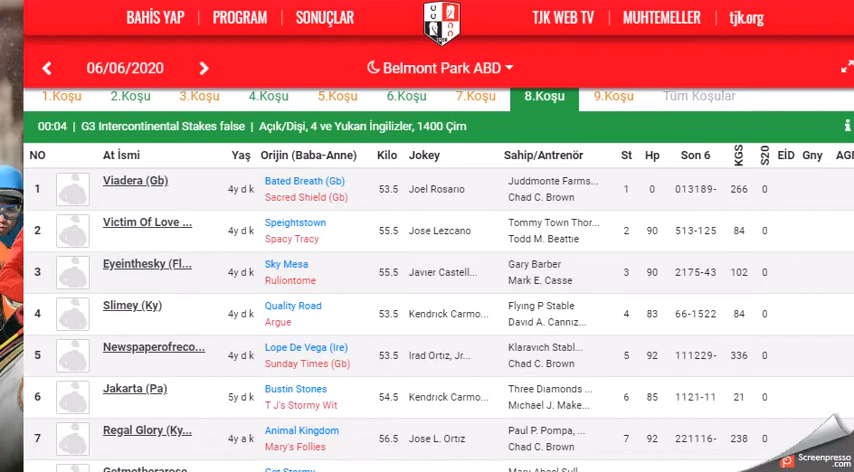 BAHİS YAP | PROGRAM | SONUÇLAR TJK WEB TV | MUHTEMELLER | tjk.org
06/06/2020 Belmont Park ABD
1.Koşu 2.Koşu 3.Koşu 4.Koşu 5.Koşu 6.Koşu 7.Koşu 8.Koşu 9.Koşu Tüm Koşular
00:04 | G3 Intercontinental Stakes false | Açık/Dişi, 4 ve Yukarı İngilizler, 1400 Çim
NO At İsmi Yaş Orijin (Baba-Anne) Kilo Jokey Sahip/Antrenör St Hp Son 6 KGS S20 EİD Gny AGF
1 Viadera (Gb) 4y d k Bated Breath (Gb) 53.5 Joel Rosario Juddmonte Farms... 1 0 013189- 266 0
Sacred Shield (Gb) Chad C. Brown
2 Victim Of Love ... 4y d k Speightstown 55.5 Jose Lezcano Tommy Town Thor... 2 90 513-125 84 0
Spacy Tracy Todd M. Beattie
3 Eyeinthesky (Fl... 4y d k Sky Mesa 55.5 Javier Castell... Gary Barber 3 90 2175-43 102 0
Ruliontome Mark E. Casse
4 Slimey (Ky) 4y d k Quality Road 53.5 Kendrick Carmo... Flying P Stable 4 83 66-1522 84 0
Argue David A. Canniz...
5 Newspaperofreco... 4y d k Lope De Vega (Ire) 53.5 Irad Ortiz, Jr... Klaravich Stabl... 5 92 111229- 336 0
Sunday Times (Gb) Chad C. Brown
6 Jakarta (Pa) 5y d k Bustin Stones 54.5 Kendrick Carmo... Three Diamonds ... 6 85 1121-11 21 0
T J's Stormy Wit Michael J. Make...
7 Regal Glory (Ky... 4y a k Animal Kingdom 56.5 Jose L. Ortiz Paul P. Pompa, ... 7 92 221116- 238 0
Mary's Follies Chad C. Brown
Screenpresso
.com